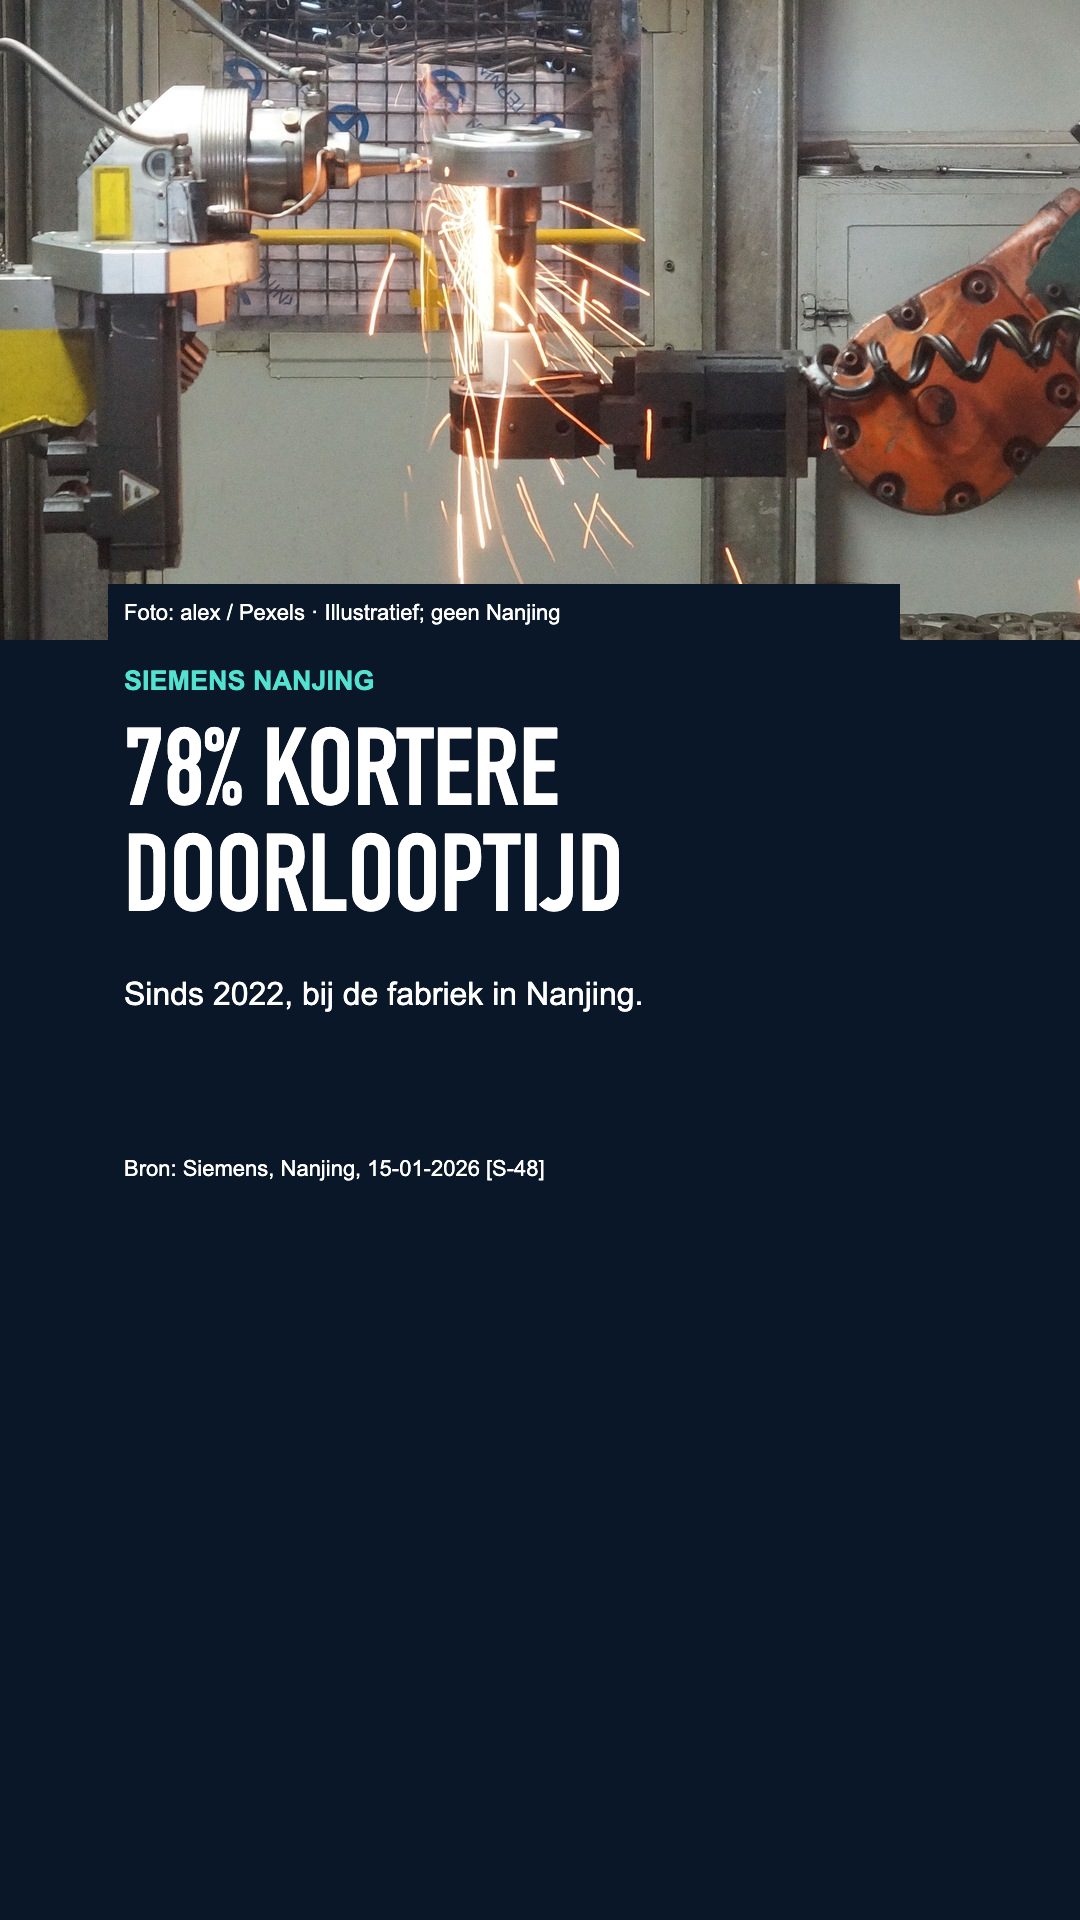 Foto: alex / Pexels · Illustratief; geen Nanjing
SIEMENS NANJING
78% KORTERE
DOORLOOPTIJD
Sinds 2022, bij de fabriek in Nanjing.
Bron: Siemens, Nanjing, 15-01-2026 [S-48]